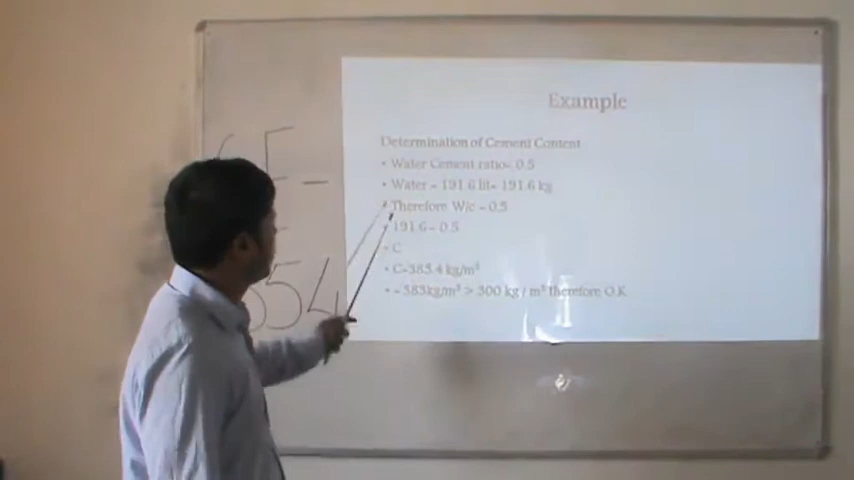 Example
Determination of Cement Content
• Water Cement ratio= 0.5
• Water = 191.6 lit= 191.6 kg
• Therefore W/c = 0.5
• 191.6= 0.5
• C
• C=383.4 kg/m³
• = 383kg/m³ > 300 kg / m³ therefore O.K
54